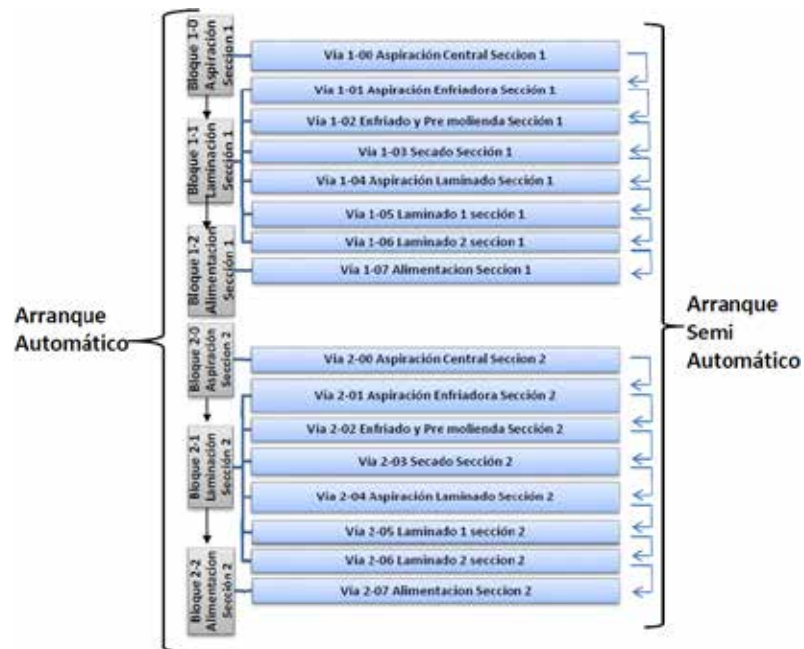 Arranque
Automático
Bloque 1-0
Aspiración
Seccion 1
Bloque 1-1
Laminación
Sección 1
Bloque 1-2
Alimentacion
Sección 1
Bloque 2-0
Aspiración
Sección 2
Bloque 2-1
Laminación
Sección 2
Bloque 2-2
Alimentacion
Sección 2
Via 1-00 Aspiración Central Seccion 1
Via 1-01 Aspiración Enfriadora Sección 1
Via 1-02 Enfriado y Pre molienda Sección 1
Via 1-03 Secado Sección 1
Via 1-04 Aspiración Laminado Sección 1
Via 1-05 Laminado 1 sección 1
Via 1-06 Laminado 2 seccion 1
Via 1-07 Alimentacion Seccion 1
Via 2-00 Aspiración Central Seccion 2
Via 2-01 Aspiración Enfriadora Sección 2
Via 2-02 Enfriado y Pre molienda Sección 2
Via 2-03 Secado Sección 2
Via 2-04 Aspiración Laminado Sección 2
Via 2-05 Laminado 1 sección 2
Via 2-06 Laminado 2 seccion 2
Via 2-07 Alimentacion Seccion 2
Arranque
Semi
Automático